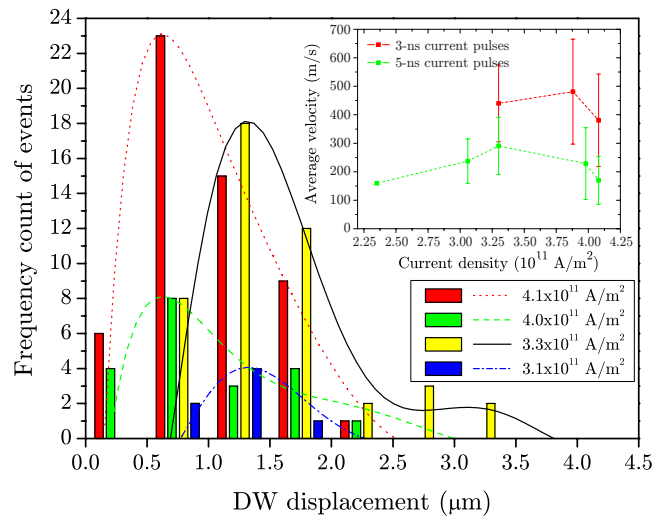 24
22
20
18
16
14
12
10
8
6
4
2
0
Frequency count of events
0.0 0.5 1.0 1.5 2.0 2.5 3.0 3.5 4.0 4.5
DW displacement (μm)
700
600
500
400
300
200
100
0
Average velocity (m/s)
3-ns current pulses
5-ns current pulses
2.25 2.50 2.75 3.00 3.25 3.50 3.75 4.00 4.25
Current density (10¹¹ A/m²)
4.1x10¹¹ A/m²
4.0x10¹¹ A/m²
3.3x10¹¹ A/m²
3.1x10¹¹ A/m²